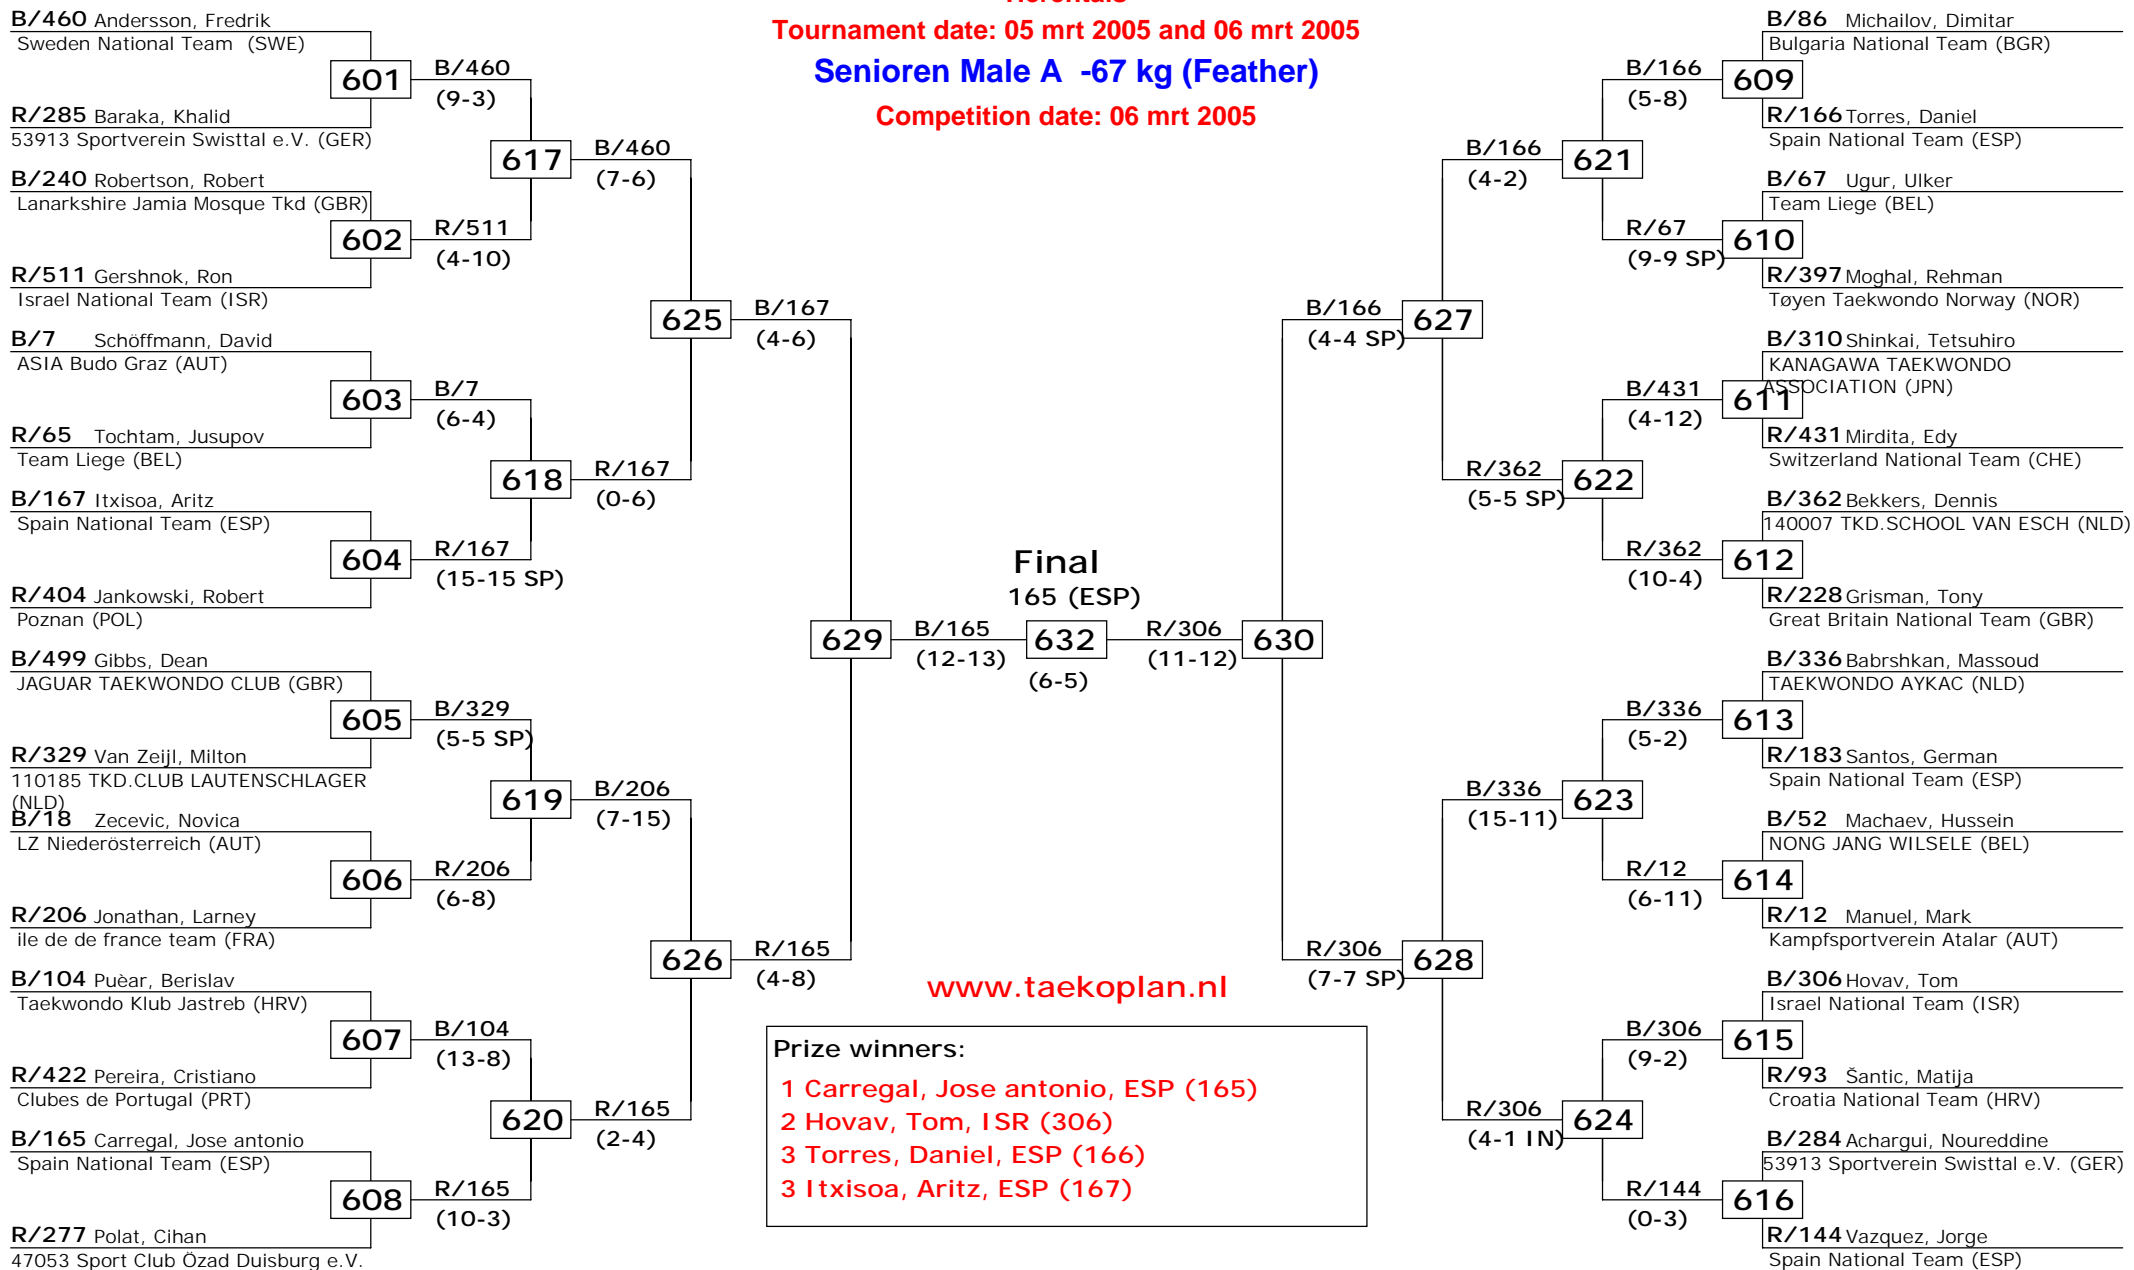 Tournament date: 05 mrt 2005 and 06 mrt 2005
Senioren Male A -67 kg (Feather)
Competition date: 06 mrt 2005
B/460 Andersson, Fredrik
Sweden National Team (SWE)
601
B/460
(9-3)
R/285 Baraka, Khalid
53913 Sportverein Swisttal e.V. (GER)
617
B/460
(7-6)
B/240 Robertson, Robert
Lanarkshire Jamia Mosque Tkd (GBR)
602
R/511
(4-10)
R/511 Gershnok, Ron
Israel National Team (ISR)
625
B/167
(4-6)
B/7 Schöffmann, David
ASIA Budo Graz (AUT)
603
B/7
(6-4)
R/65 Tochtam, Jusupov
Team Liege (BEL)
618
R/167
(0-6)
B/167 Itxisoa, Aritz
Spain National Team (ESP)
604
R/167
(15-15 SP)
R/404 Jankowski, Robert
Poznan (POL)
629
B/165
(12-13)
B/499 Gibbs, Dean
JAGUAR TAEKWONDO CLUB (GBR)
605
B/329
(5-5 SP)
R/329 Van Zeijl, Milton
110185 TKD.CLUB LAUTENSCHLAGER
(NLD)
619
B/206
(7-15)
B/18 Zecevic, Novica
LZ Niederösterreich (AUT)
606
R/206
(6-8)
R/206 Jonathan, Larney
ile de de france team (FRA)
626
R/165
(4-8)
B/104 Puèar, Berislav
Taekwondo Klub Jastreb (HRV)
607
B/104
(13-8)
R/422 Pereira, Cristiano
Clubes de Portugal (PRT)
620
R/165
(2-4)
B/165 Carregal, Jose antonio
Spain National Team (ESP)
608
R/165
(10-3)
R/277 Polat, Cihan
47053 Sport Club Özad Duisburg e.V.
Final
165 (ESP)
632
(6-5)
R/306
(11-12)
630
B/86 Michailov, Dimitar
Bulgaria National Team (BGR)
B/166
(5-8)
609
R/166 Torres, Daniel
Spain National Team (ESP)
B/166
(4-2)
621
B/67 Ugur, Ulker
Team Liege (BEL)
R/67
(9-9 SP)
610
R/397 Moghal, Rehman
Tøyen Taekwondo Norway (NOR)
B/166
(4-4 SP)
627
B/310 Shinkai, Tetsuhiro
KANAGAWA TAEKWONDO
ASSOCIATION (JPN)
B/431
(4-12)
611
R/431 Mirdita, Edy
Switzerland National Team (CHE)
R/362
(5-5 SP)
622
B/362 Bekkers, Dennis
140007 TKD.SCHOOL VAN ESCH (NLD)
R/362
(10-4)
612
R/228 Grisman, Tony
Great Britain National Team (GBR)
B/336 Babrshkan, Massoud
TAEKWONDO AYKAC (NLD)
B/336
(5-2)
613
R/183 Santos, German
Spain National Team (ESP)
B/336
(15-11)
623
B/52 Machaev, Hussein
NONG JANG WILSELE (BEL)
R/12
(6-11)
614
R/12 Manuel, Mark
Kampfsportverein Atalar (AUT)
R/306
(7-7 SP)
628
B/306 Hovav, Tom
Israel National Team (ISR)
B/306
(9-2)
615
R/93 Šantic, Matija
Croatia National Team (HRV)
R/306
(4-1 IN)
624
B/284 Achargui, Noureddine
53913 Sportverein Swisttal e.V. (GER)
R/144
(0-3)
616
R/144 Vazquez, Jorge
Spain National Team (ESP)
www.taekoplan.nl
Prize winners:
1 Carregal, Jose antonio, ESP (165)
2 Hovav, Tom, ISR (306)
3 Torres, Daniel, ESP (166)
3 Itxisoa, Aritz, ESP (167)